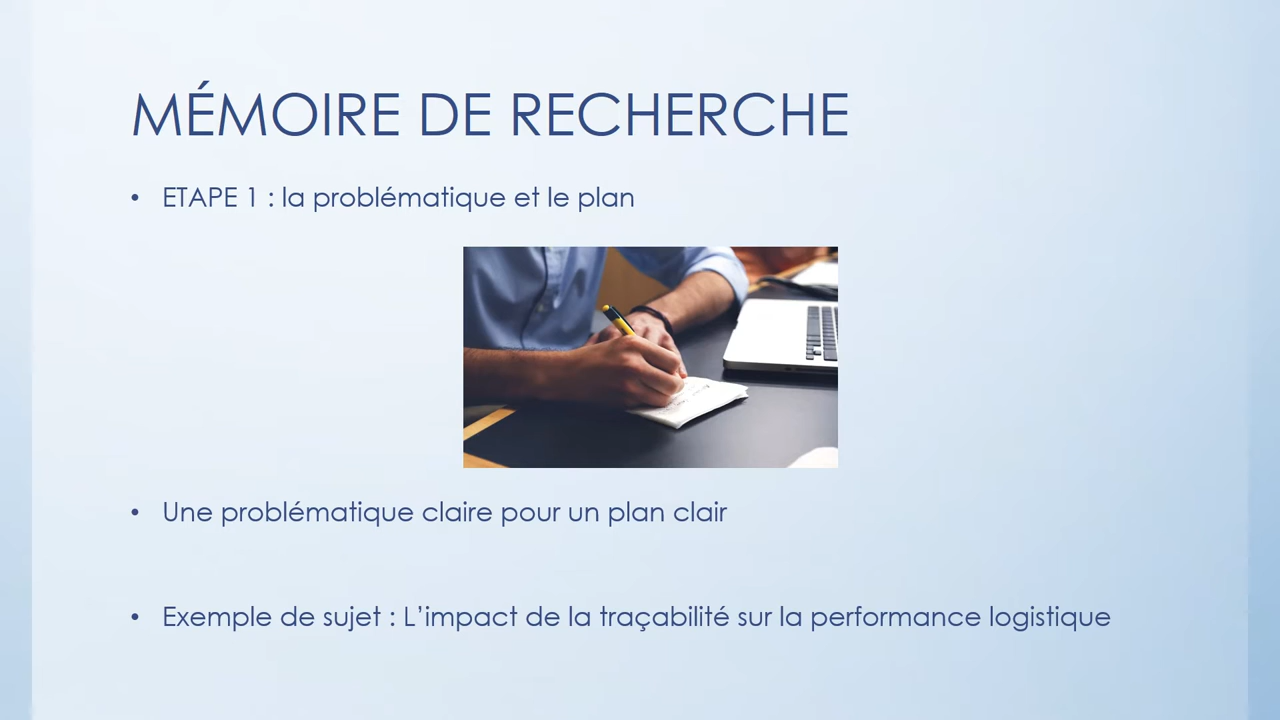 MÉMOIRE DE RECHERCHE
• ETAPE 1 : la problématique et le plan
• Une problématique claire pour un plan clair
• Exemple de sujet : L’impact de la traçabilité sur la performance logistique